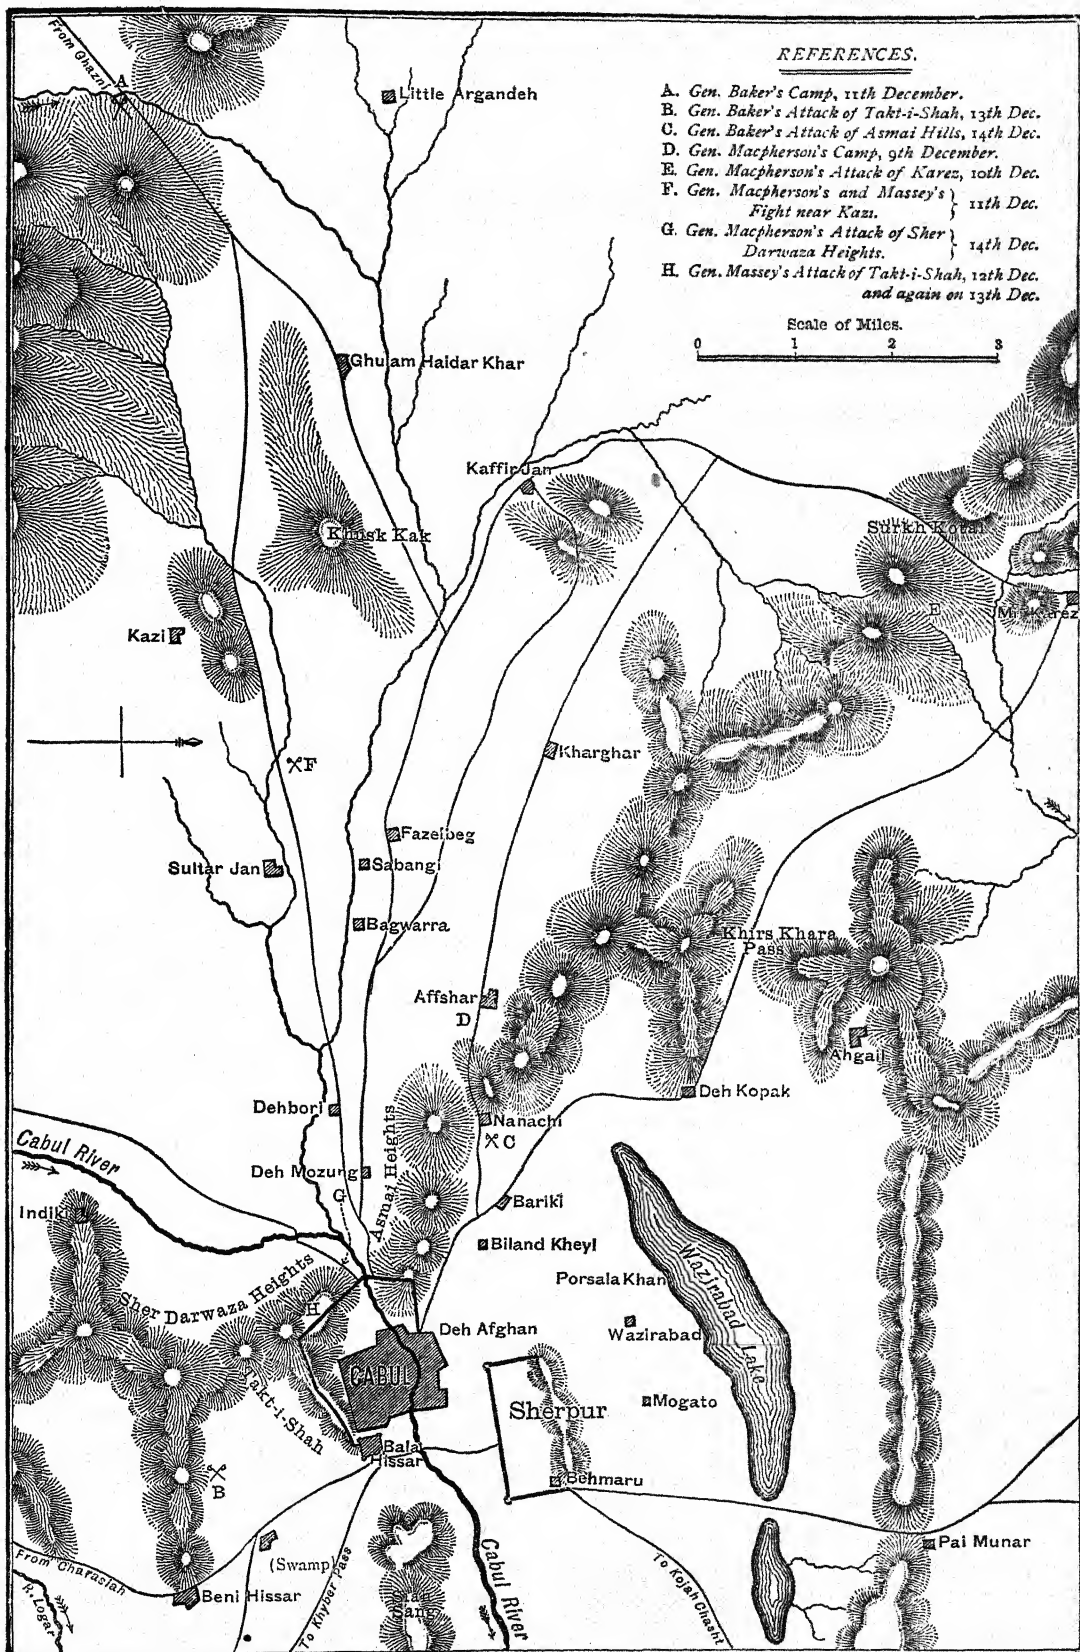 REFERENCES.
A. Gen. Baker's Camp, 11th December.
B. Gen. Baker's Attack of Takt-i-Shah, 13th Dec.
C. Gen. Baker's Attack of Asmai Hills, 14th Dec.
D. Gen. Macpherson's Camp, 9th December.
E. Gen. Macpherson's Attack of Karez, 10th Dec.
F. Gen. Macpherson's and Massey's
Fight near Kazi. } 11th Dec.
G. Gen. Macpherson's Attack of Sher
Darwaza Heights. } 14th Dec.
H. Gen. Massey's Attack of Takt-i-Shah, 12th Dec.
and again on 13th Dec.
Scale of Miles.
0 1 2 3
From Ghazni
A
Little Argandeh
Ghulam Haidar Khar
Kaffir Jan
Khusk Kak
Surkh Kotal
E
Karez
Kazi
Kharghar
F
Fazelbeg
Sabangi
Sultar Jan
Bagwarra
Khirs Khara
Pass
Affshar
D
Ahgail
Deh Kopak
Dehbori
Nanachi
C
Cabul River
Deh Mozung
G
Asmai Heights
Bariki
Indiki
Biland Kheyl
Porsala Khan
Wazirabad Lake
Sher Darwaza Heights
H
Deh Afghan
Wazirabad
CABUL
Takt-i-Shah
Sherpur
Mogato
Bala
Hissar
Behmaru
B
Pai Munar
(Swamp)
From Charasiah
Beni Hissar
R. Logar
To Khyber Pass
Siah
Sang
Cabul River
To Kojah Chasht